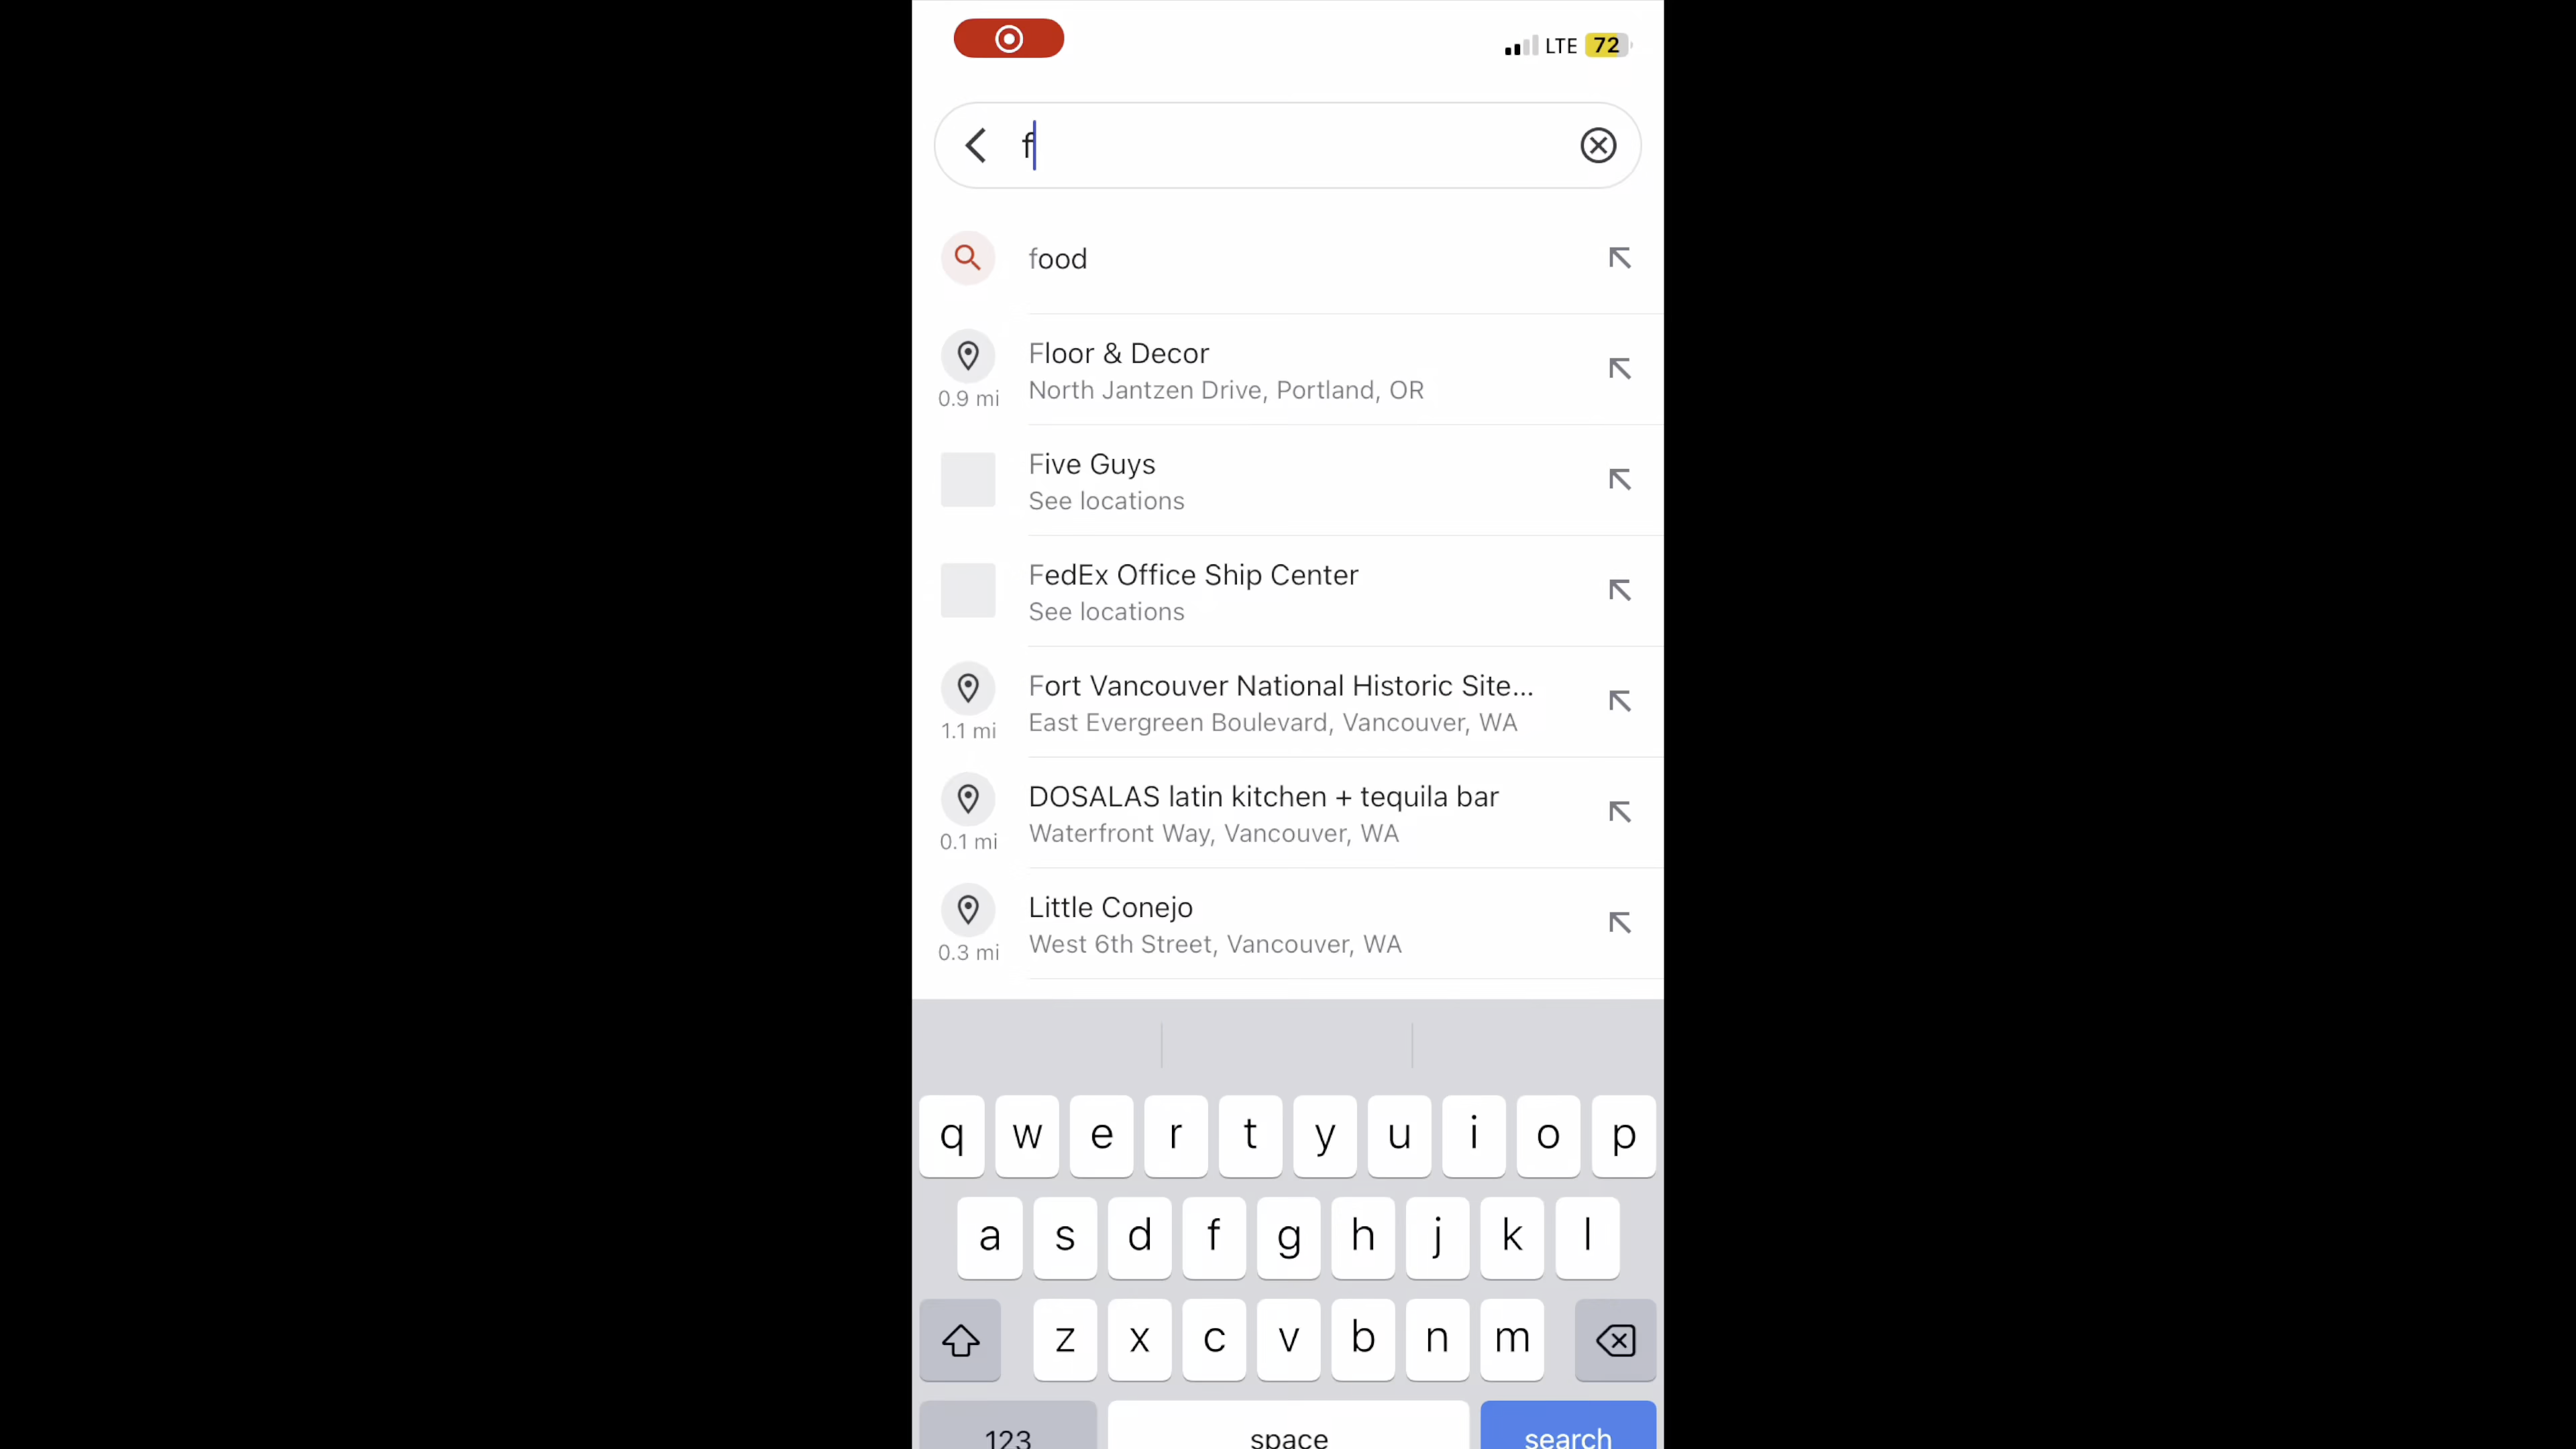 LTE 72
f
food
Floor & Decor
North Jantzen Drive, Portland, OR
0.9 mi
Five Guys
See locations
FedEx Office Ship Center
See locations
Fort Vancouver National Historic Site...
East Evergreen Boulevard, Vancouver, WA
1.1 mi
DOSALAS latin kitchen + tequila bar
Waterfront Way, Vancouver, WA
0.1 mi
Little Conejo
West 6th Street, Vancouver, WA
0.3 mi
q w e r t y u i o p
a s d f g h j k l
z x c v b n m
123 space search